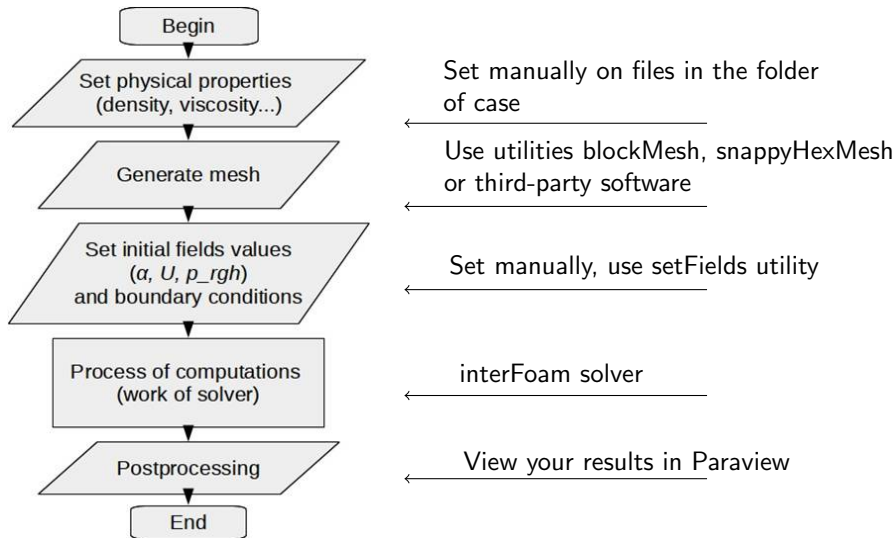 Begin
Set physical properties
(density, viscosity...)
Set manually on files in the folder
of case
Generate mesh
Use utilities blockMesh, snappyHexMesh
or third-party software
Set initial fields values
(α, U, p_rgh)
and boundary conditions
Set manually, use setFields utility
Process of computations
(work of solver)
interFoam solver
Postprocessing
View your results in Paraview
End